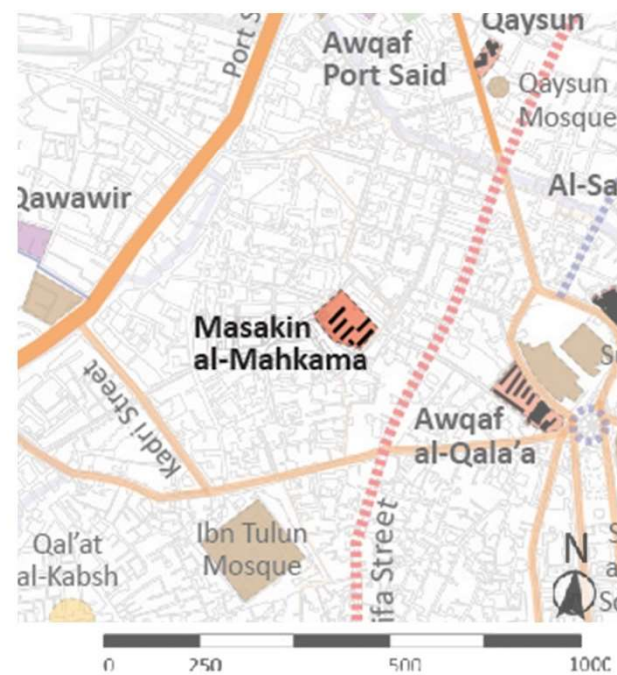 Port S
Qaysun
Awqaf
Port Said
Qaysun
Mosque
Qawawir
Al-Sa
Masakin
al-Mahkama
Kadri Street
Awqaf
al-Qala’a
Ibn Tulun
Mosque
Qal’at
al-Kabsh
ifa Street
N
S
a
So
0 250 500 1000